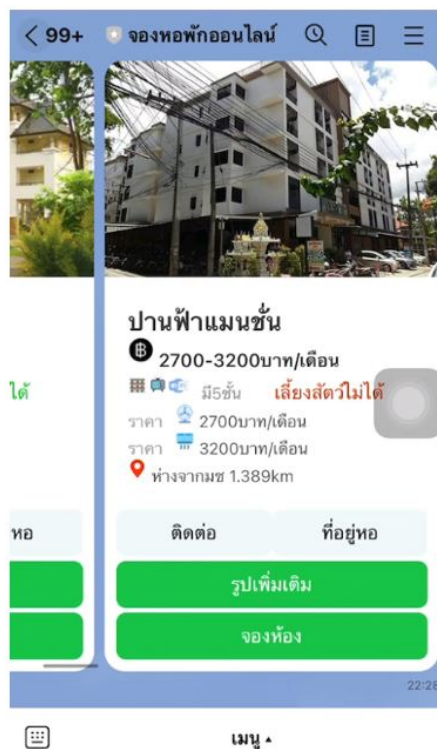 99+ จองหอพักออนไลน์
ปานฟ้าแมนชั่น
2700-3200บาท/เดือน
ได้
มี5ชั้น เลี้ยงสัตว์ไม่ได้
ราคา 2700บาท/เดือน
ราคา 3200บาท/เดือน
ห่างจากมช 1.389km
หอ
ติดต่อ ที่อยู่หอ
รูปเพิ่มเติม
จองห้อง
22:28
เมนู